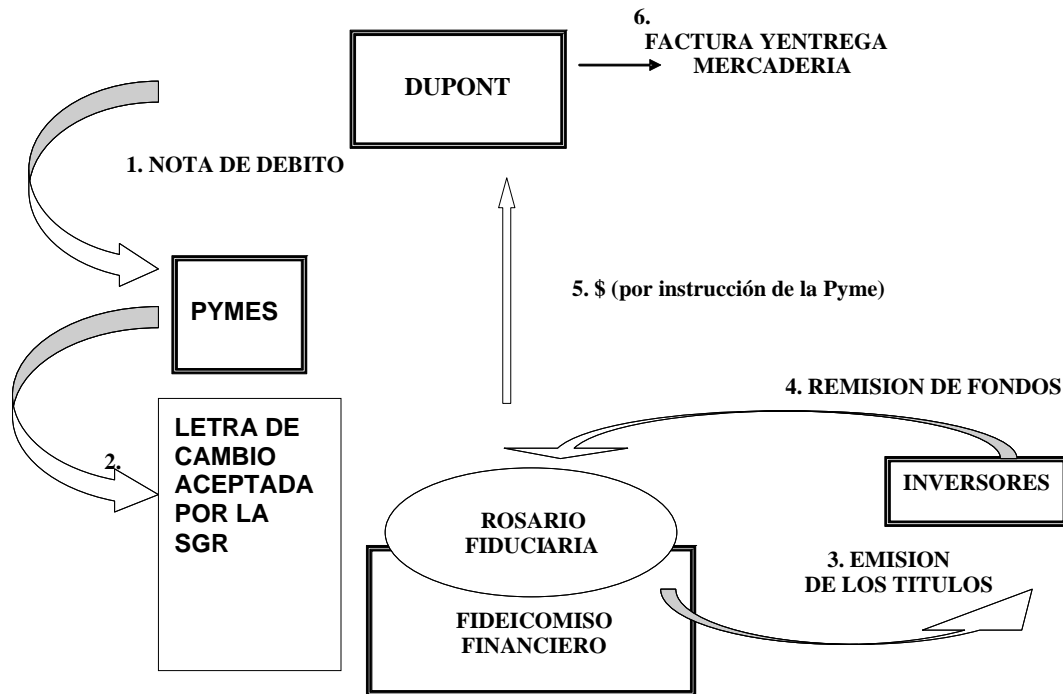 6.
FACTURA YENTREGA
MERCADERIA
DUPONT
1. NOTA DE DEBITO
PYMES
5. $ (por instrucción de la Pyme)
4. REMISION DE FONDOS
2.
LETRA DE
CAMBIO
ACEPTADA
POR LA
SGR
INVERSORES
ROSARIO
FIDUCIARIA
3. EMISION
DE LOS TITULOS
FIDEICOMISO
FINANCIERO